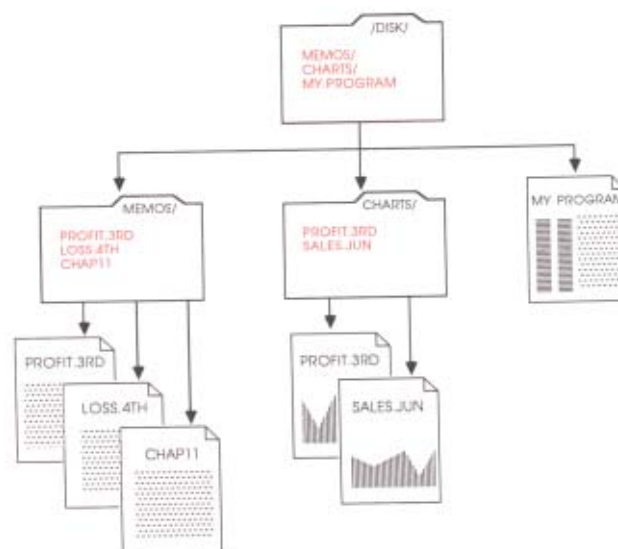 /DISK/
MEMOS/
CHARTS/
MY.PROGRAM
MEMOS/
PROFIT.3RD
LOSS.4TH
CHAP11
CHARTS/
PROFIT.3RD
SALES.JUN
MY PROGRAM
PROFIT.3RD
LOSS.4TH
CHAP11
PROFIT.3RD
SALES.JUN